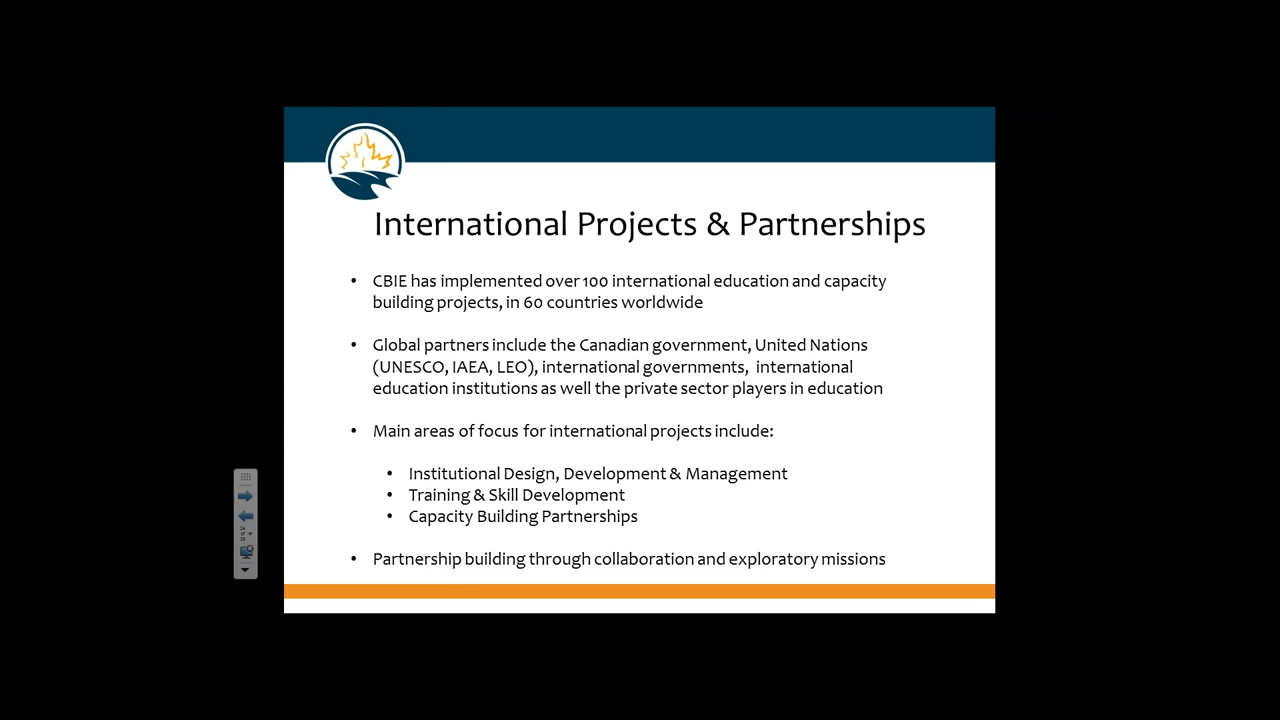 International Projects & Partnerships
• CBIE has implemented over 100 international education and capacity
building projects, in 60 countries worldwide
• Global partners include the Canadian government, United Nations
(UNESCO, IAEA, LEO), international governments, international
education institutions as well the private sector players in education
• Main areas of focus for international projects include:
• Institutional Design, Development & Management
• Training & Skill Development
• Capacity Building Partnerships
• Partnership building through collaboration and exploratory missions